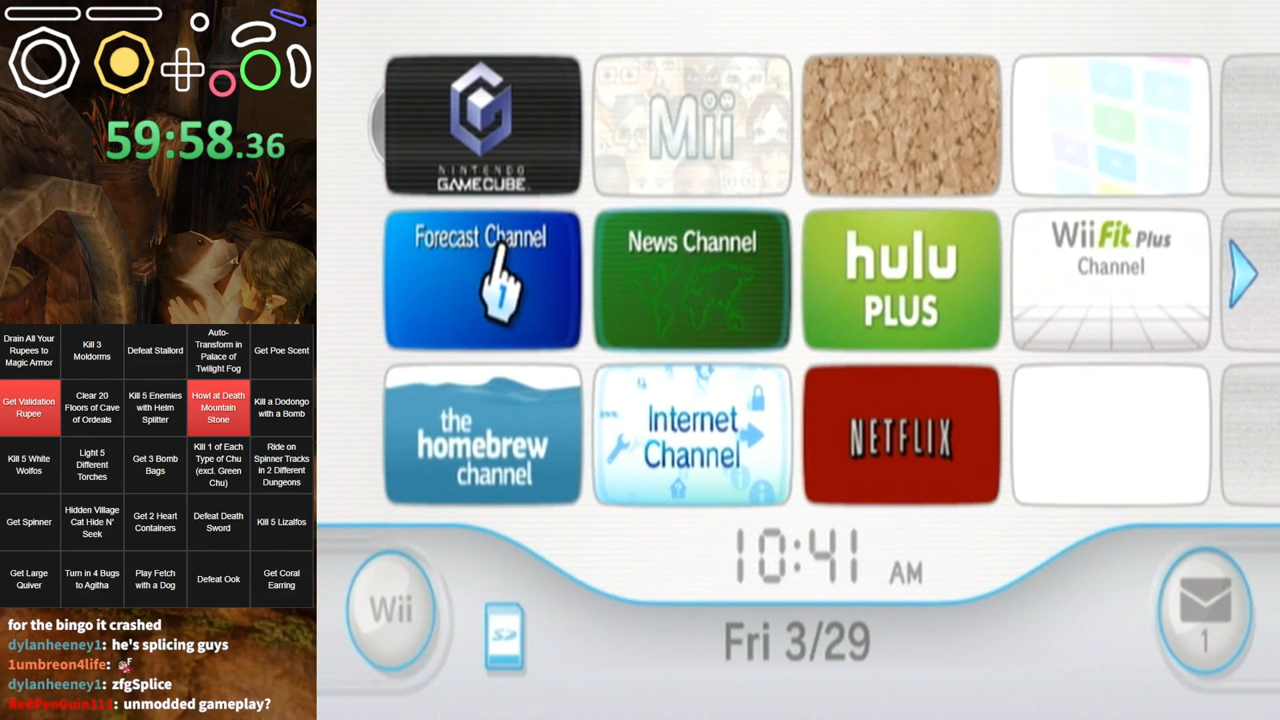 59:58.36
Drain All Your
Rupees to
Magic Armor
Kill 3
Moldorms
Defeat Stallord
Auto-
Transform in
Palace of
Twilight Fog
Get Poe Scent
Get Validation
Rupee
Clear 20
Floors of Cave
of Ordeals
Kill 5 Enemies
with Helm
Splitter
Howl at Death
Mountain
Stone
Kill a Dodongo
with a Bomb
Kill 5 White
Wolfos
Light 5
Different
Torches
Get 3 Bomb
Bags
Kill 1 of Each
Type of Chu
(excl. Green
Chu)
Ride on
Spinner Tracks
in 2 Different
Dungeons
Get Spinner
Hidden Village
Cat Hide N'
Seek
Get 2 Heart
Containers
Defeat Death
Sword
Kill 5 Lizalfos
Get Large
Quiver
Turn in 4 Bugs
to Agitha
Play Fetch
with a Dog
Defeat Ook
Get Coral
Earring
for the bingo it crashed
dylanheeney1: he's splicing guys
1umbreon4life:
dylanheeney1: zfgSplice
RedPenGuin111: unmodded gameplay?
NINTENDO
GAMECUBE
Mii
Forecast Channel
1
News Channel
hulu
PLUS
Wii Fit Plus
Channel
the
homebrew
channel
Internet
Channel
NETFLIX
10:41 AM
Wii
SD
Fri 3/29
1